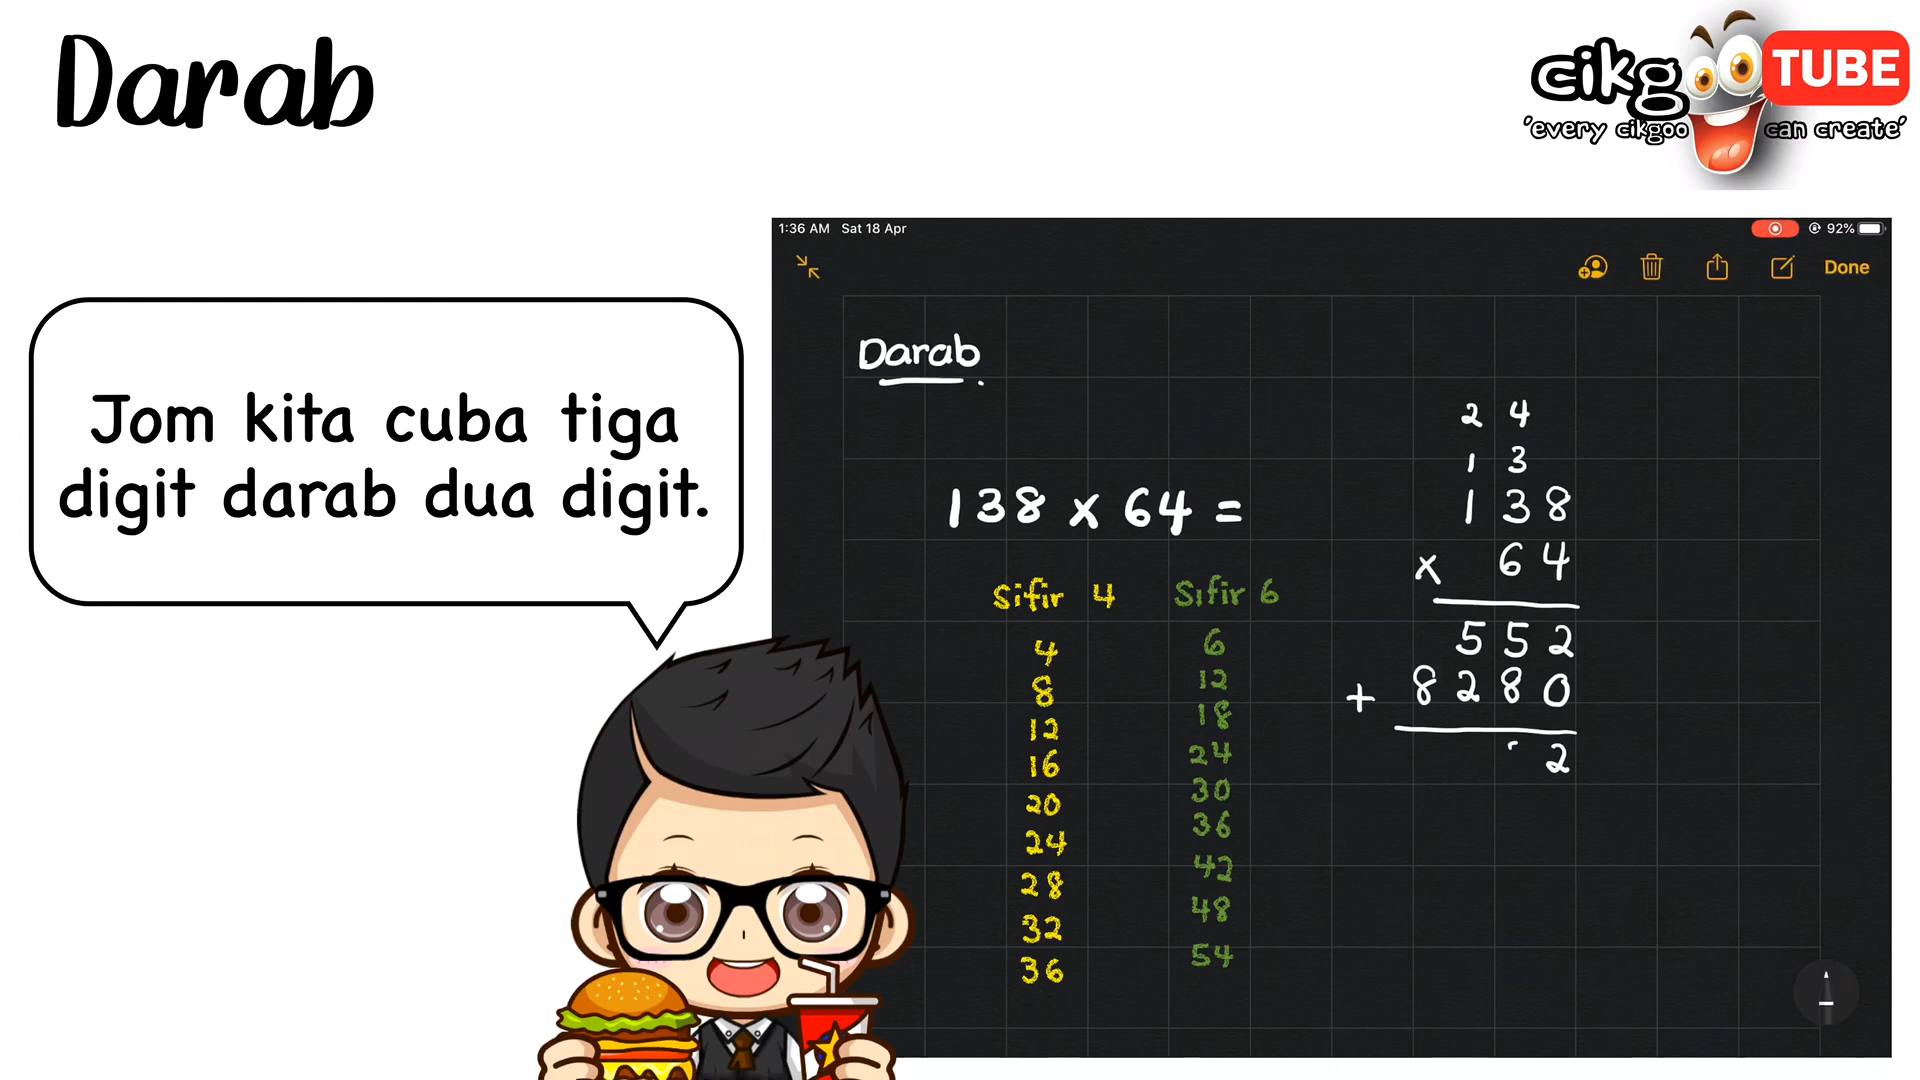 Darab
cikgooTUBE
'every cikgoo can create'
Jom kita cuba tiga
digit darab dua digit.
1:36 AM Sat 18 Apr
92%
Done
Darab
138 x 64 =
Sifir 4
4
8
12
16
20
24
28
32
36
Sifir 6
6
12
18
24
30
36
42
48
54
2 4
1 3
1 3 8
x 6 4
5 5 2
+ 8 2 8 0
2